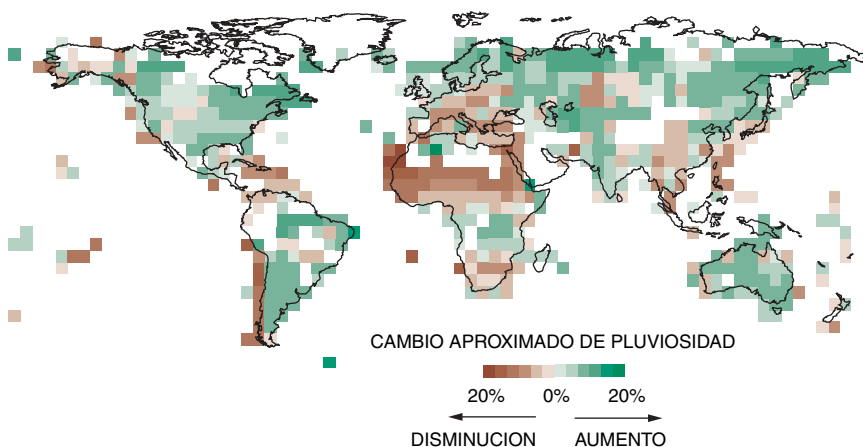 CAMBIO APROXIMADO DE PLUVIOSIDAD
20% 0% 20%
DISMINUCION AUMENTO